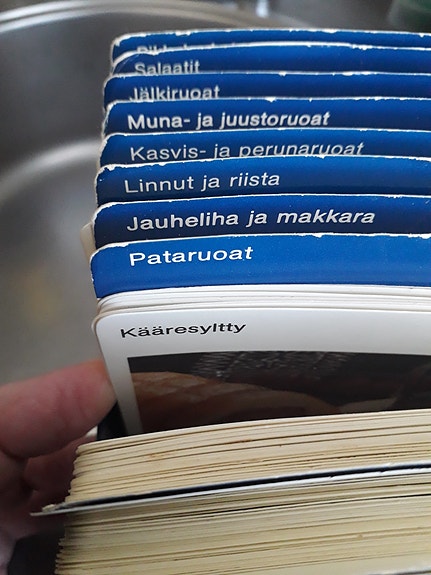 Salaatit
Jälkiruoat
Muna- ja juustoruoat
Kasvis- ja perunaruoat
Linnut ja riista
Jauheliha ja makkara
Pataruoat
Kääresyltty